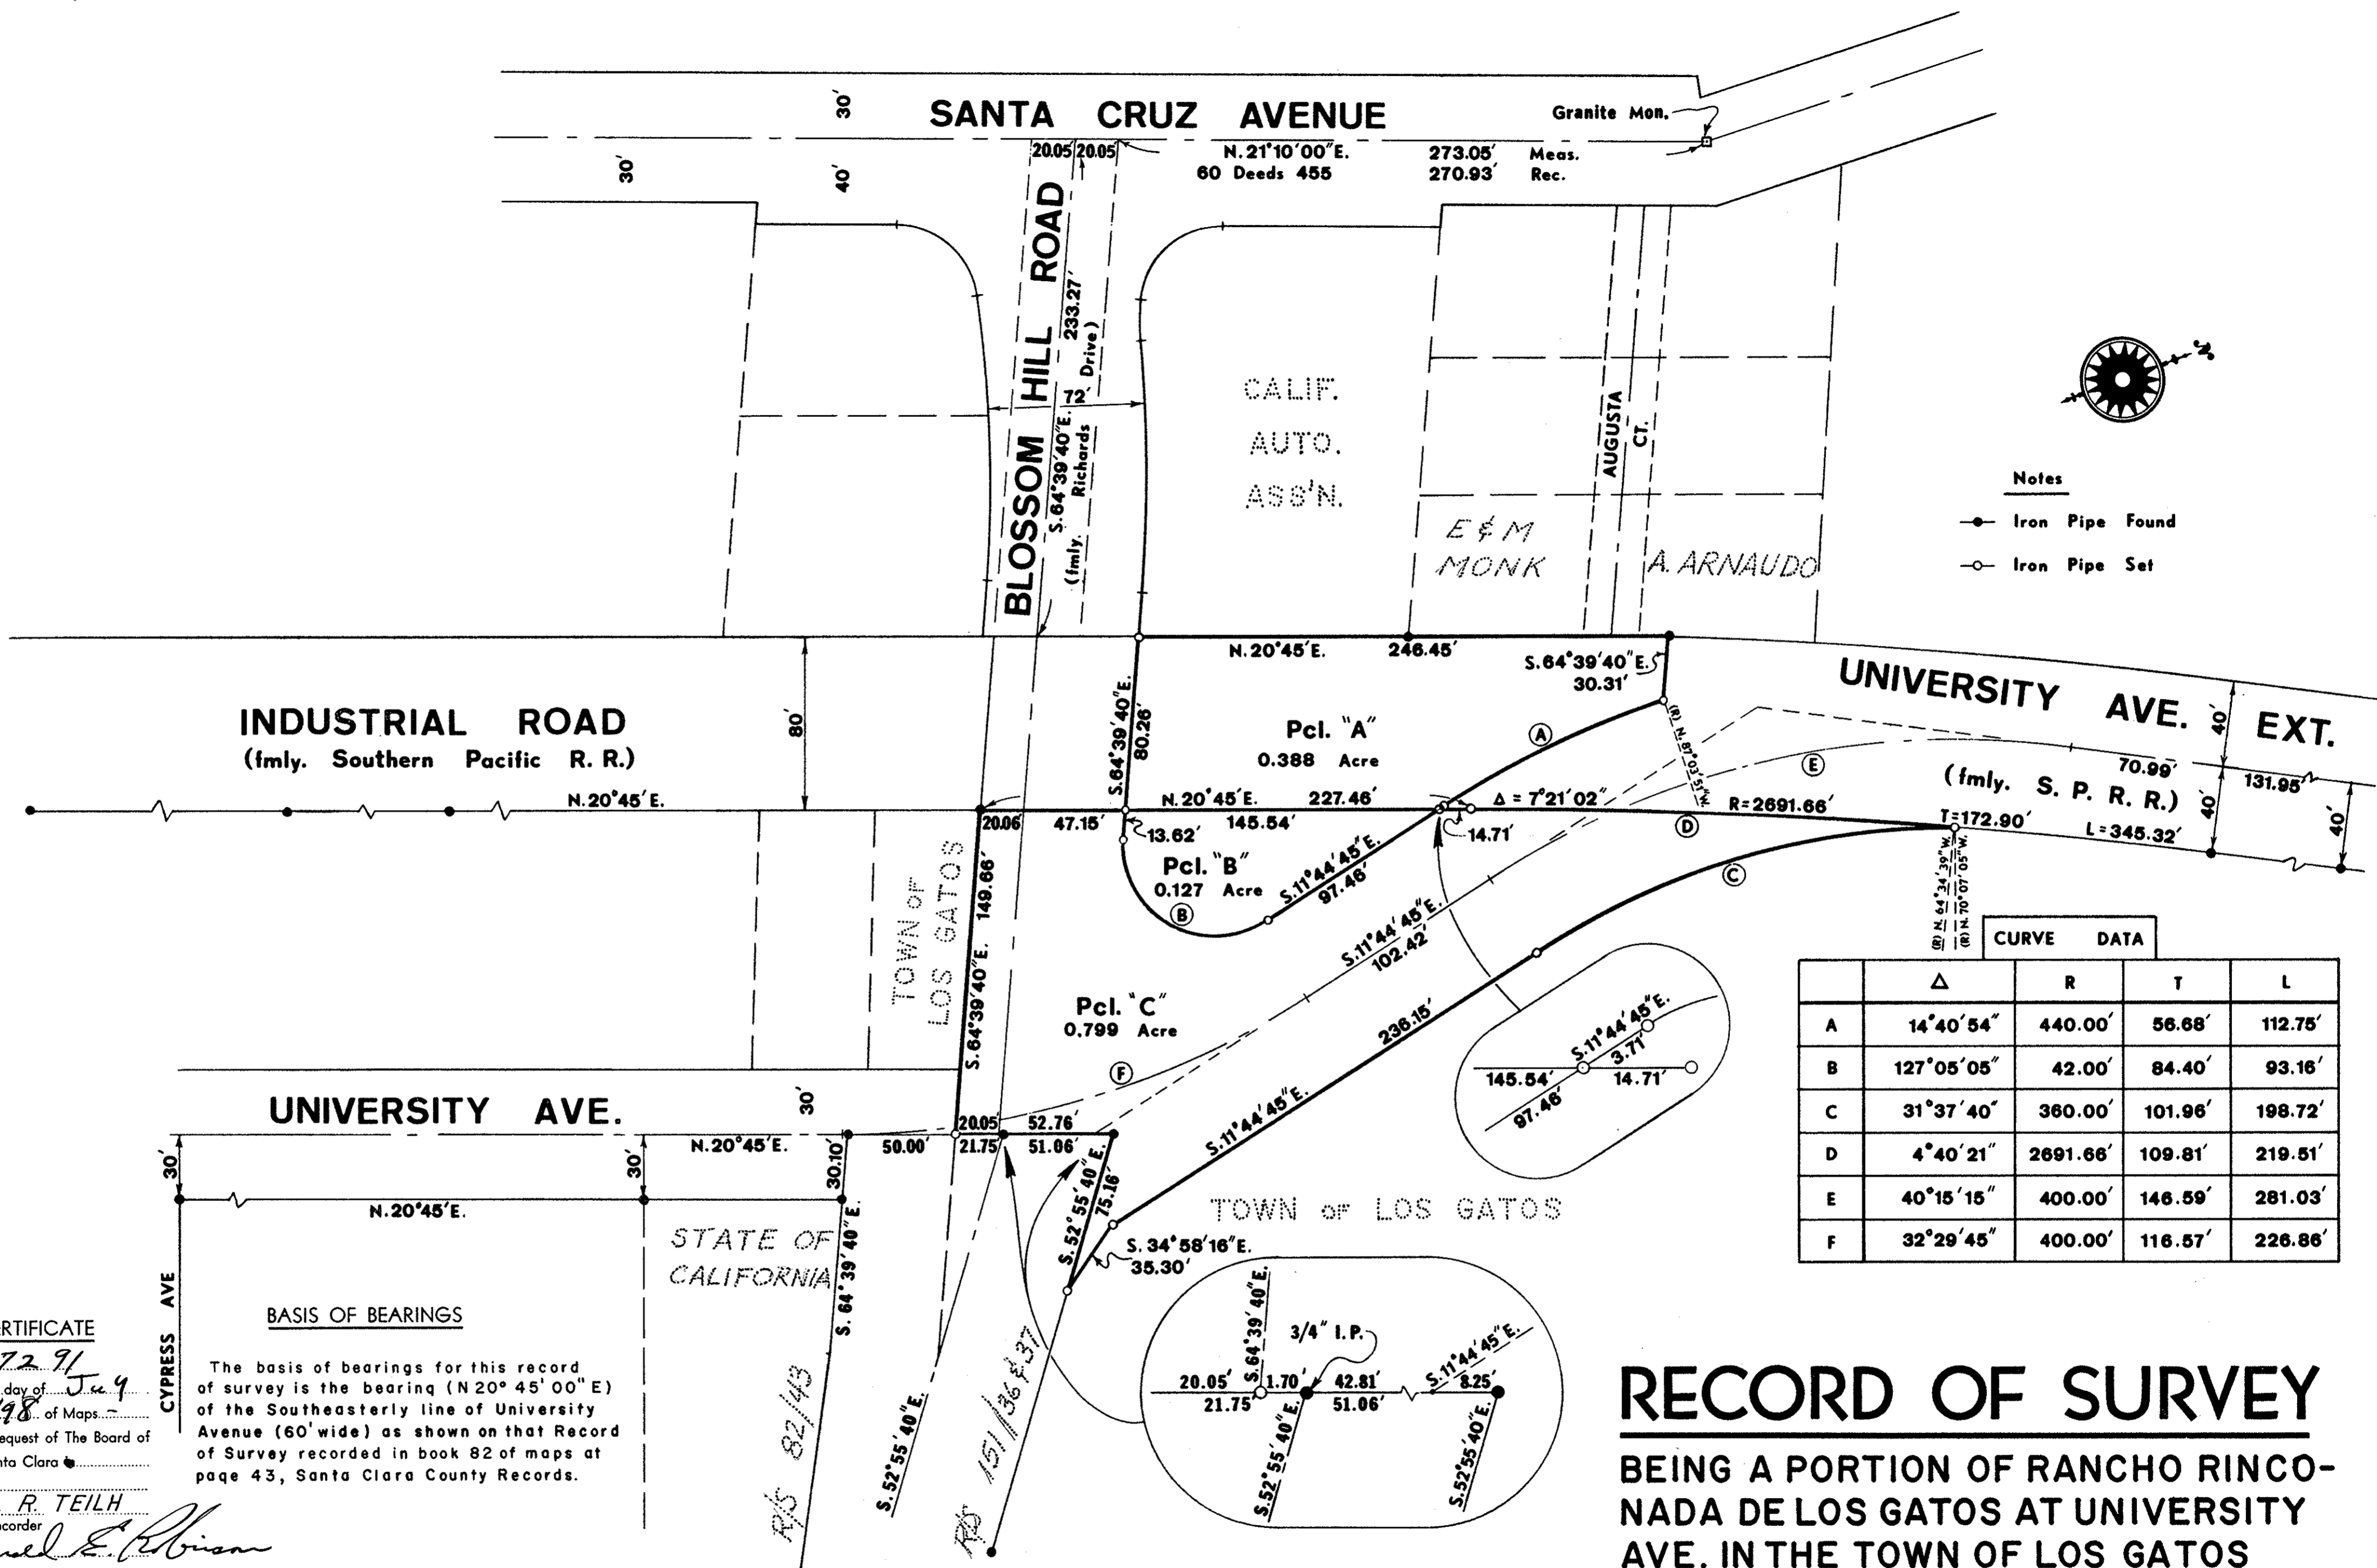 SANTA CRUZ AVENUE
Granite Mon.
30'
30'
40'
20.05' 20.05'
N. 21°10'00"E. 273.05' Meas.
60 Deeds 455 270.93' Rec.
BLOSSOM HILL ROAD
S.64°39'40"E. 233.27'
(fmly. Richards Drive)
72'
CALIF.
AUTO.
ASS'N.
AUGUSTA
CT.
E & M
MONK
A. ARNAUDO
N
Notes
Iron Pipe Found
Iron Pipe Set
N. 20°45'E. 246.45'
S.64°39'40"E.
30.31'
UNIVERSITY AVE. EXT.
(fmly. S. P. R. R.)
40'
40'
40'
70.99'
131.95'
INDUSTRIAL ROAD
(fmly. Southern Pacific R. R.)
80'
N. 20°45'E.
S.64°39'40"E.
80.26'
Pcl. "A"
0.388 Acre
A
(R) N. 87°03'51"W.
E
N. 20°45'E. 227.46'
Δ = 7°21'02" R=2691.66'
T=172.90' L=345.32'
20.06' 47.15' 145.54'
13.62'
14.71'
D
Pcl. "B"
0.127 Acre
B
S.11°44'45"E.
97.46'
C
(R) N. 64°34'39"W.
(R) N. 70°07'05"W.
TOWN OF
LOS GATOS
S.64°39'40"E. 149.66'
S.11°44'45"E.
102.42'
Pcl. "C"
0.799 Acre
F
236.15'
S.11°44'45"E.
S.11°44'45"E.
3.71'
145.54' 14.71'
97.46'
CURVE DATA
Δ R T L
A 14°40'54" 440.00' 56.68' 112.75'
B 127°05'05" 42.00' 84.40' 93.16'
C 31°37'40" 360.00' 101.96' 198.72'
D 4°40'21" 2691.66' 109.81' 219.51'
E 40°15'15" 400.00' 146.59' 281.03'
F 32°29'45" 400.00' 116.57' 226.86'
UNIVERSITY AVE.
30'
30'
30'
N.20°45'E.
30.10'
50.00'
20.05' 52.76'
21.75' 51.06'
N.20°45'E.
S. 52°55'40"E.
75.16'
S. 34°58'16"E.
35.30'
TOWN OF LOS GATOS
STATE OF
CALIFORNIA
S. 64°39'40"E.
CYPRESS AVE
R/S 82/43
S. 52°55'40"E.
R/S 151/36 & 37
S.64°39'40"E.
3/4" I.P.
S.11°44'45"E.
20.05' 1.70' 42.81' 8.25'
21.75' 51.06'
S.52°55'40"E.
S.52°55'40"E.
BASIS OF BEARINGS
The basis of bearings for this record
of survey is the bearing (N 20° 45' 00" E)
of the Southeasterly line of University
Avenue (60' wide) as shown on that Record
of Survey recorded in book 82 of maps at
page 43, Santa Clara County Records.
RTIFICATE
7291
day of
98 of Maps
equest of The Board of
nta Clara
R. TEILH
corder
RECORD OF SURVEY
BEING A PORTION OF RANCHO RINCO-
NADA DE LOS GATOS AT UNIVERSITY
AVE. IN THE TOWN OF LOS GATOS